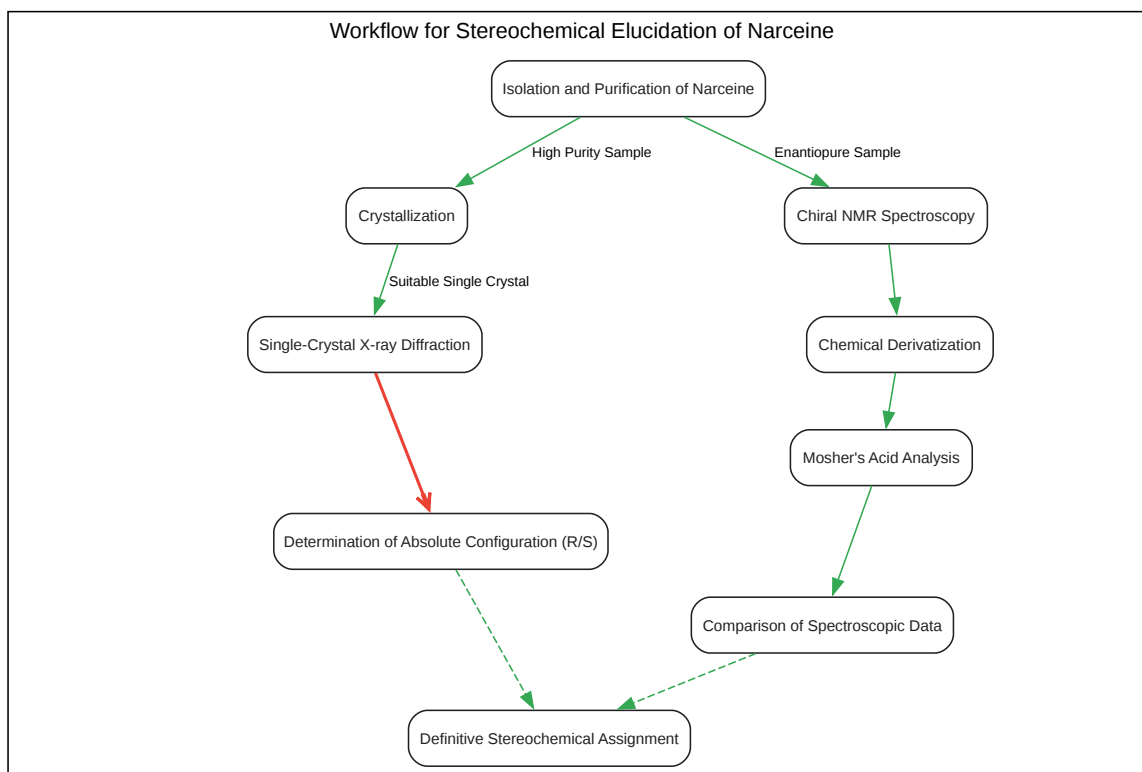 Workflow for Stereochemical Elucidation of Narceine
Isolation and Purification of Narceine
High Purity Sample
Enantiopure Sample
Crystallization
Chiral NMR Spectroscopy
Suitable Single Crystal
Single-Crystal X-ray Diffraction
Chemical Derivatization
Mosher's Acid Analysis
Determination of Absolute Configuration (R/S)
Comparison of Spectroscopic Data
Definitive Stereochemical Assignment